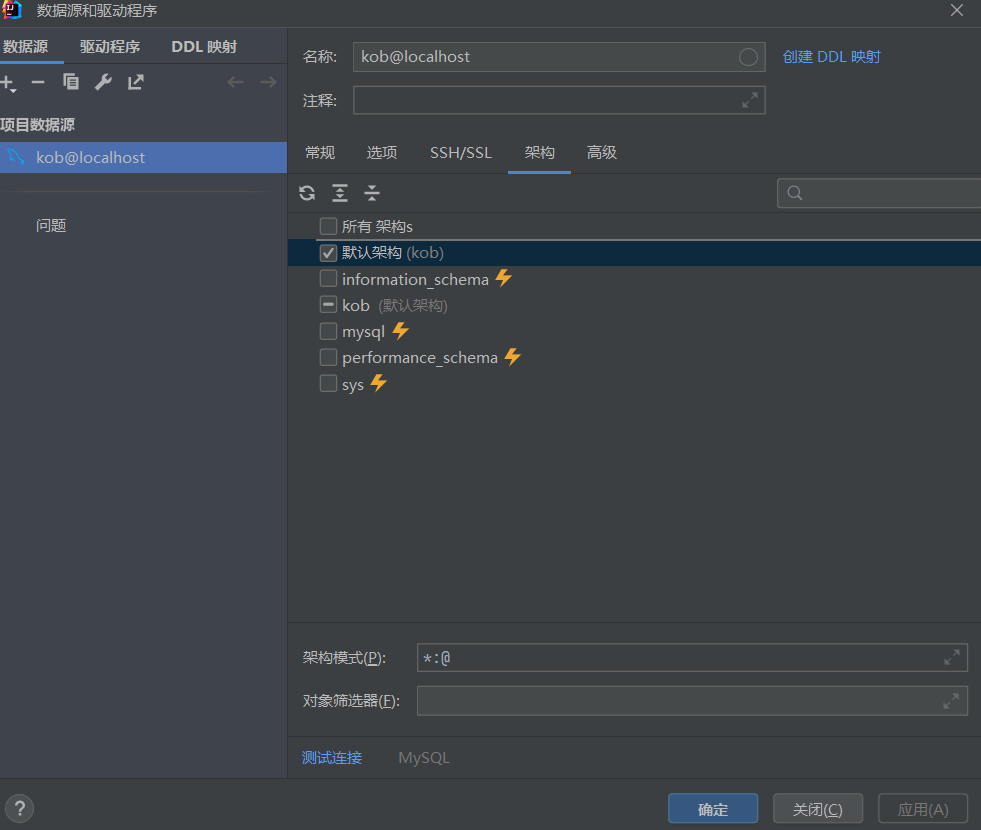 数据源和驱动程序
数据源 驱动程序 DDL 映射
项目数据源
kob@localhost
问题
名称: kob@localhost 创建 DDL 映射
注释:
常规 选项 SSH/SSL 架构 高级
所有 架构s
默认架构 (kob)
information_schema
kob (默认架构)
mysql
performance_schema
sys
架构模式(P): *:@
对象筛选器(F):
测试连接 MySQL
? 确定 关闭(C) 应用(A)